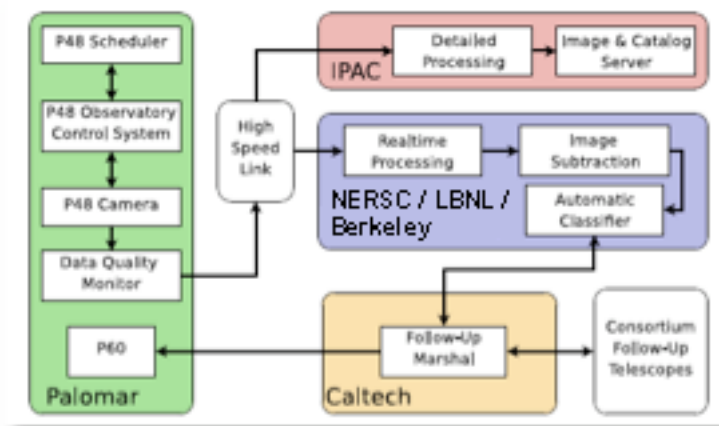 P48 Scheduler
P48 Observatory
Control System
P48 Camera
Data Quality
Monitor
P60
Palomar
High
Speed
Link
Detailed
Processing
Image & Catalog
Server
IPAC
Realtime
Processing
Image
Subtraction
NERSC / LBNL /
Berkeley
Automatic
Classifier
Follow-Up
Marshal
Caltech
Consortium
Follow-Up
Telescopes